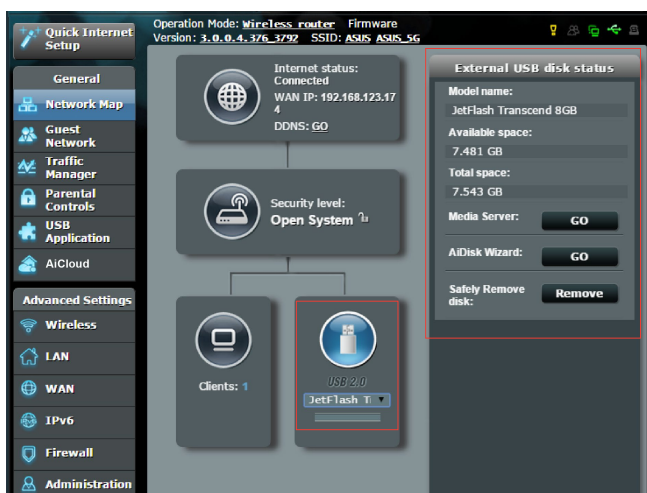 Quick Internet
Setup
Operation Mode: Wireless router Firmware
Version: 3.0.0.4.376_3792 SSID: ASUS ASUS_5G
General
Network Map
Guest
Network
Traffic
Manager
Parental
Controls
USB
Application
AiCloud
Advanced Settings
Wireless
LAN
WAN
IPv6
Firewall
Administration
Internet status:
Connected
WAN IP: 192.168.123.17
4
DDNS: GO
Security level:
Open System
Clients: 1
USB 2.0
JetFlash T
External USB disk status
Model name:
JetFlash Transcend 8GB
Available space:
7.481 GB
Total space:
7.543 GB
Media Server: GO
AiDisk Wizard: GO
Safely Remove
disk: Remove